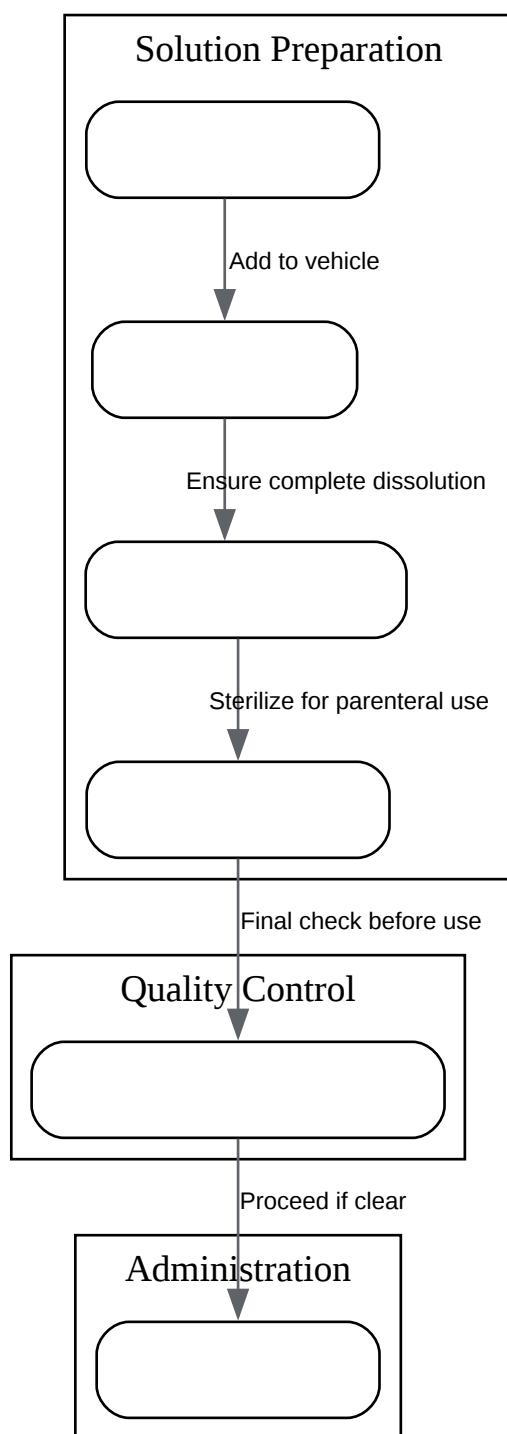 Solution Preparation
Add to vehicle
Ensure complete dissolution
Sterilize for parenteral use
Final check before use
Quality Control
Proceed if clear
Administration